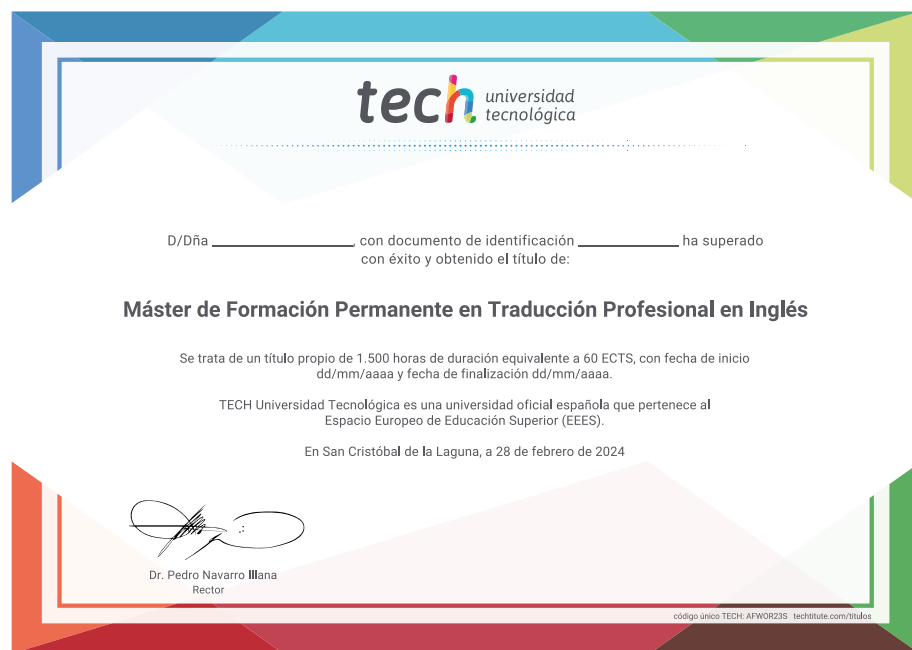 tech universidad
tecnológica
D/Dña ________________, con documento de identificación ____________ ha superado
con éxito y obtenido el título de:
Máster de Formación Permanente en Traducción Profesional en Inglés
Se trata de un título propio de 1.500 horas de duración equivalente a 60 ECTS, con fecha de inicio
dd/mm/aaaa y fecha de finalización dd/mm/aaaa.
TECH Universidad Tecnológica es una universidad oficial española que pertenece al
Espacio Europeo de Educación Superior (EEES).
En San Cristóbal de la Laguna, a 28 de febrero de 2024
Dr. Pedro Navarro Illana
Rector
código único TECH: AFWOR23S techtitute.com/titulos